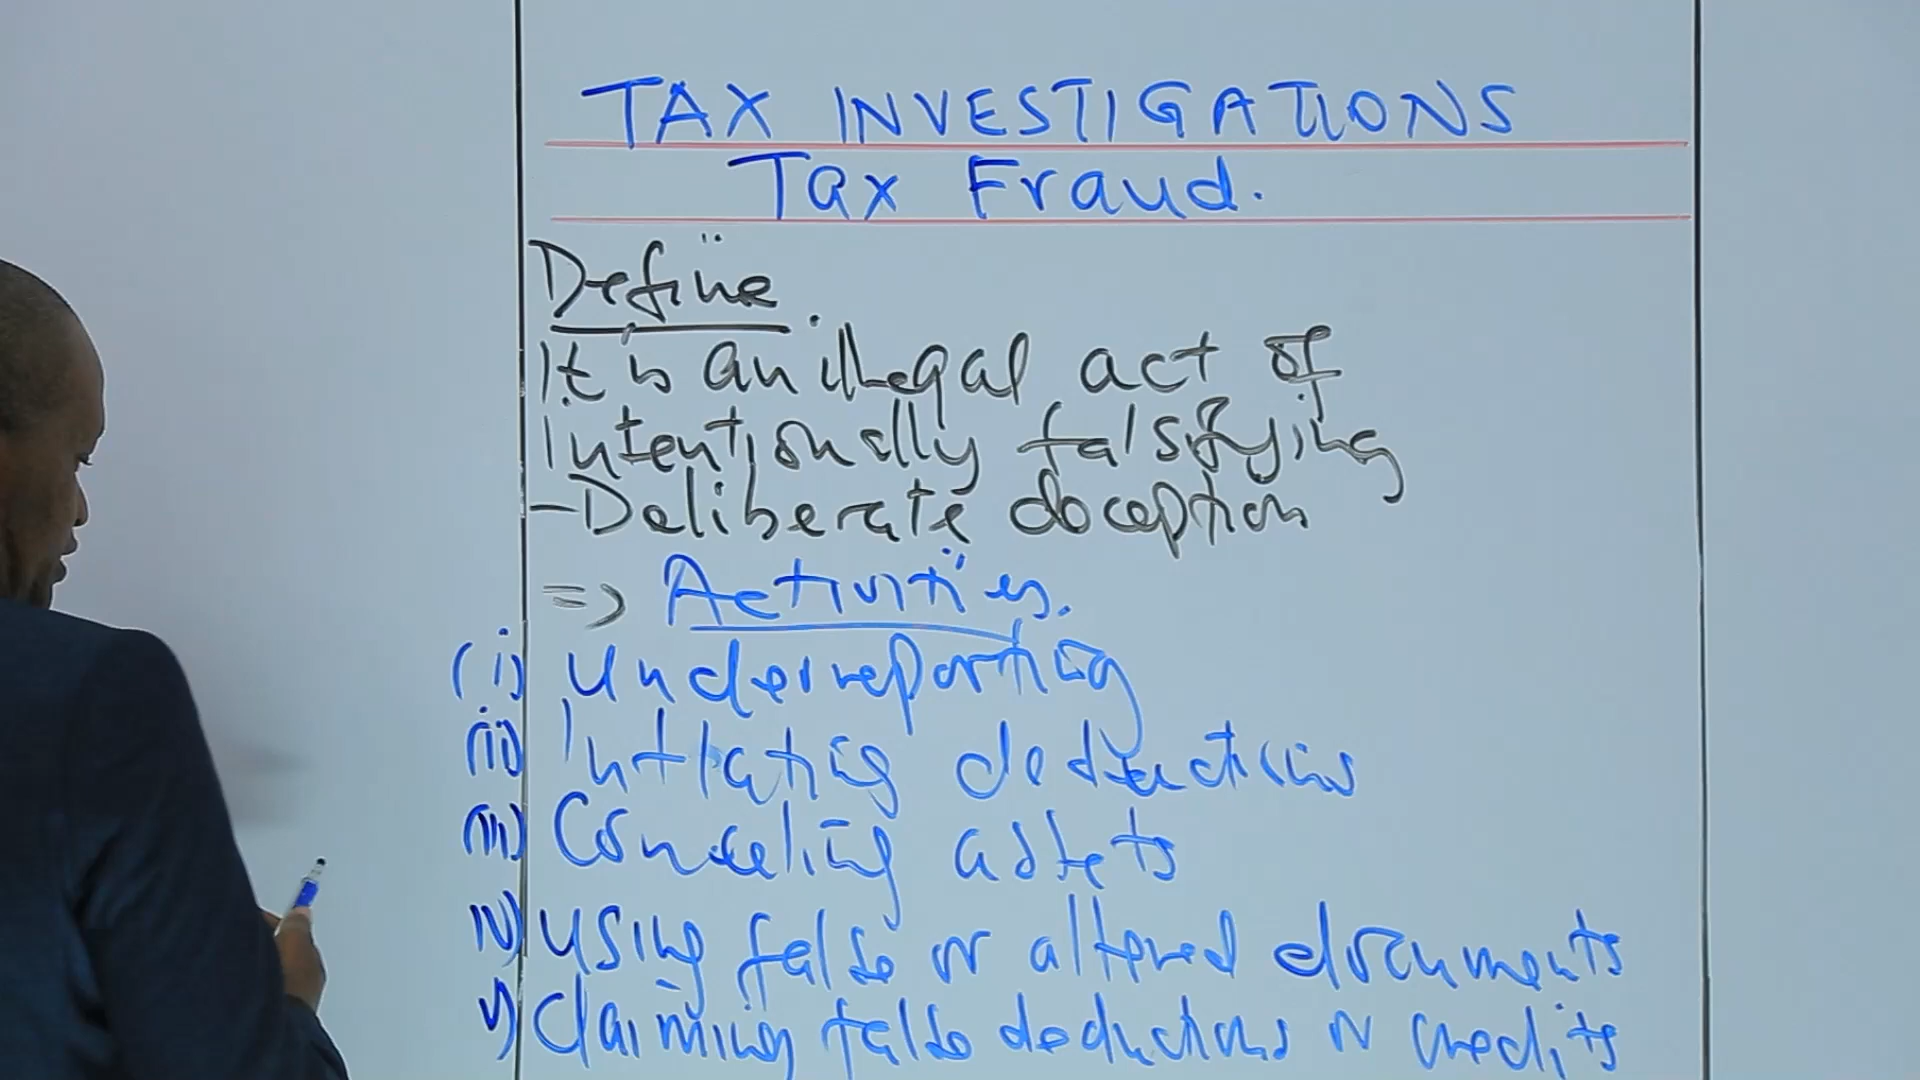 TAX INVESTIGATIONS
Tax Fraud.
Define
It is an illegal act of
intentionally falsifying
- Deliberate deception
=> Activities.
(i) Underreporting
(ii) Inflating deductions
(iii) Concealing assets
iv) Using false or altered documents
v) Claiming false deductions or credits